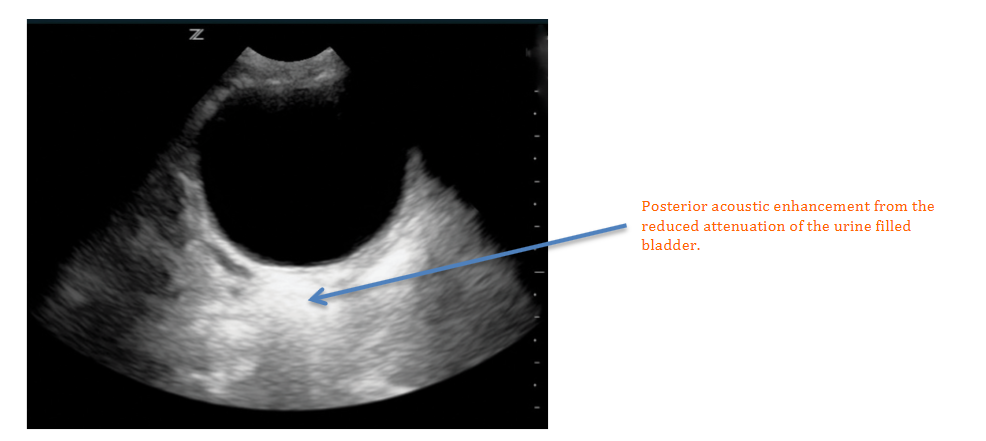 Z
Posterior acoustic enhancement from the
reduced attenuation of the urine filled
bladder.